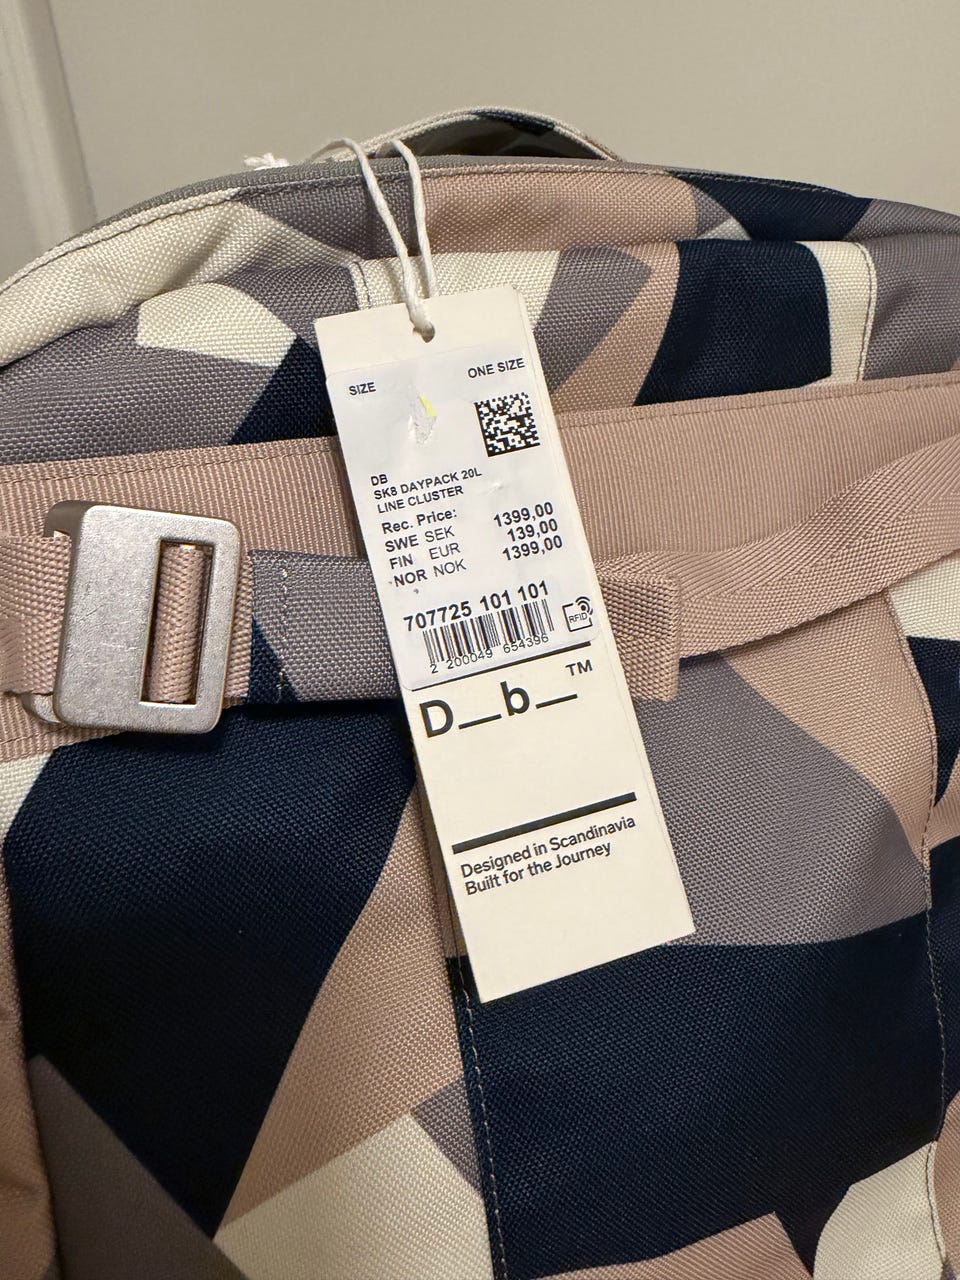 SIZE ONE SIZE
DB
SK8 DAYPACK 20L
LINE CLUSTER
Rec. Price:
SWE SEK 1399,00
FIN EUR 139,00
NOR NOK 1399,00
707725 101 101
RFID
2 200049 654396
D_b_™
Designed in Scandinavia
Built for the Journey